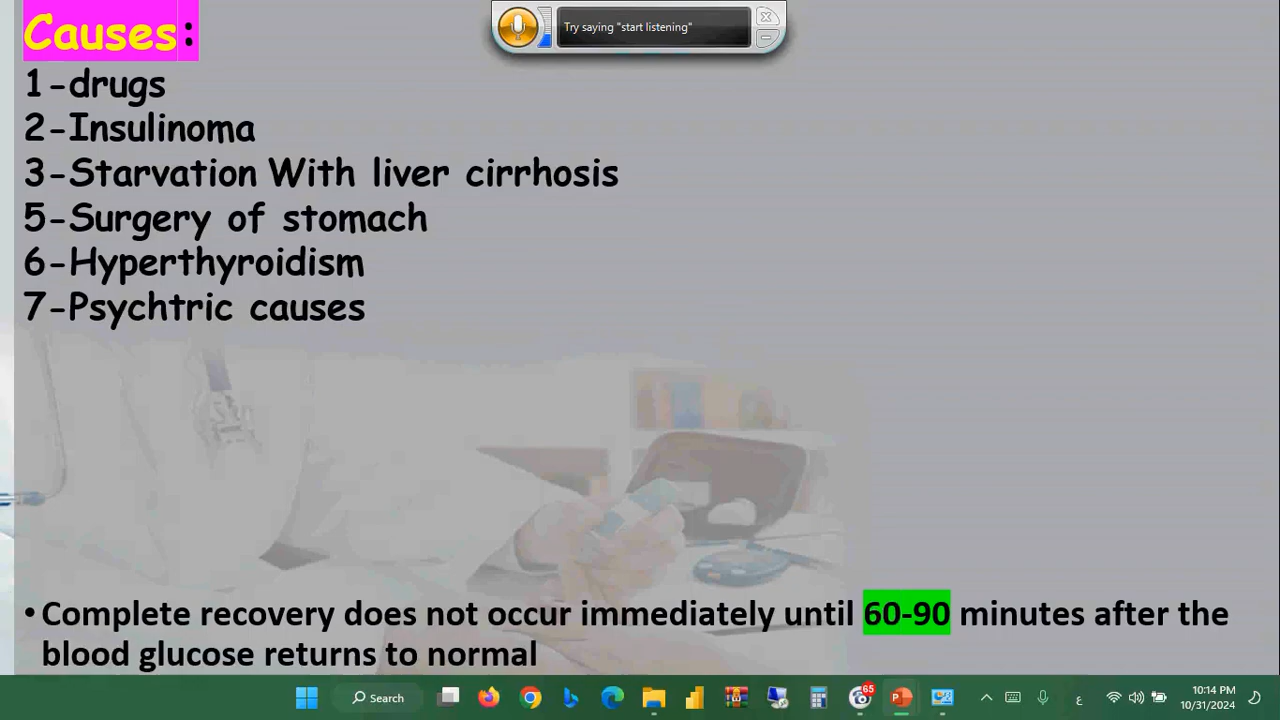 Causes:
Try saying "start listening"
1-drugs
2-Insulinoma
3-Starvation With liver cirrhosis
5-Surgery of stomach
6-Hyperthyroidism
7-Psychtric causes
• Complete recovery does not occur immediately until 60-90 minutes after the
blood glucose returns to normal
Search
65
ع
10:14 PM
10/31/2024